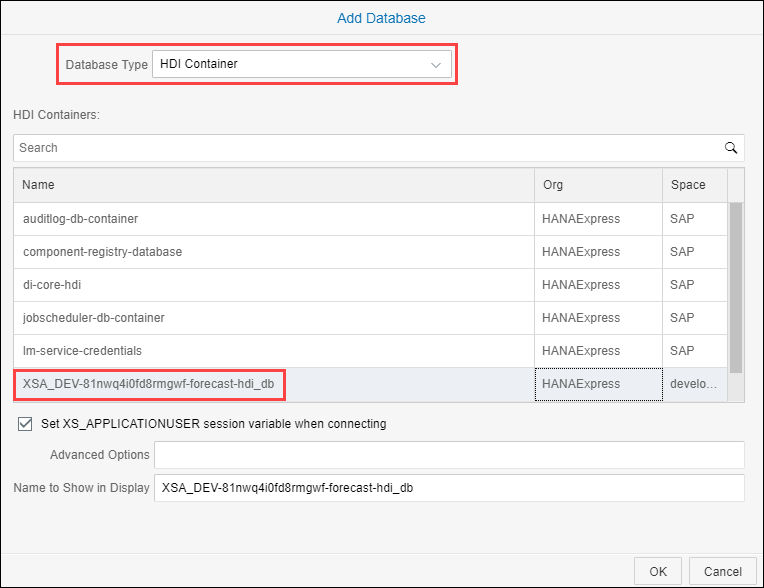 Add Database
Database Type HDI Container
HDI Containers:
Search
Name Org Space
auditlog-db-container HANAExpress SAP
component-registry-database HANAExpress SAP
di-core-hdi HANAExpress SAP
jobscheduler-db-container HANAExpress SAP
lm-service-credentials HANAExpress SAP
XSA_DEV-81nwq4i0fd8rmgwf-forecast-hdi_db HANAExpress develo...
Set XS_APPLICATIONUSER session variable when connecting
Advanced Options
Name to Show in Display XSA_DEV-81nwq4i0fd8rmgwf-forecast-hdi_db
OK Cancel